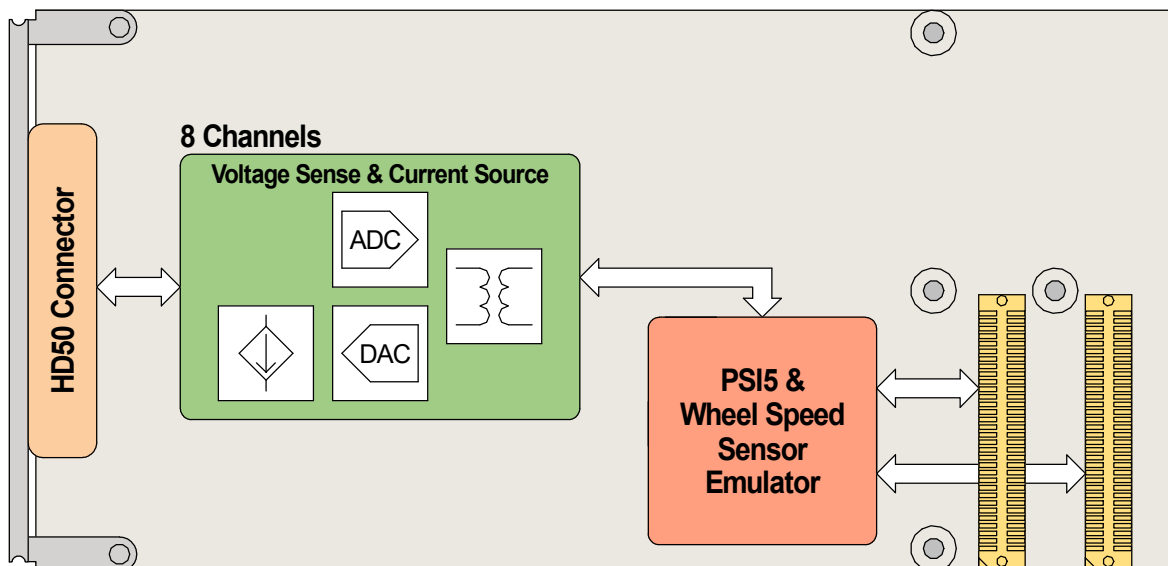 8 Channels
Voltage Sense & Current Source
HD50 Connector
ADC
DAC
PSI5 &
Wheel Speed
Sensor
Emulator